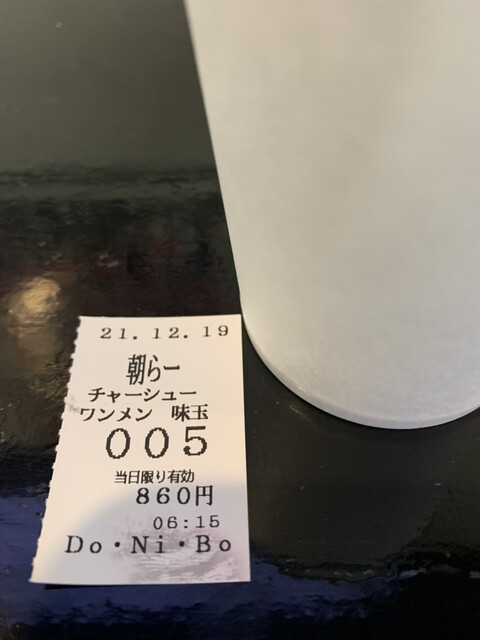 21.12.19
朝らー
チャーシュー
ワンメン 味玉
005
当日限り有効
860円
06:15
Do・Ni・Bo